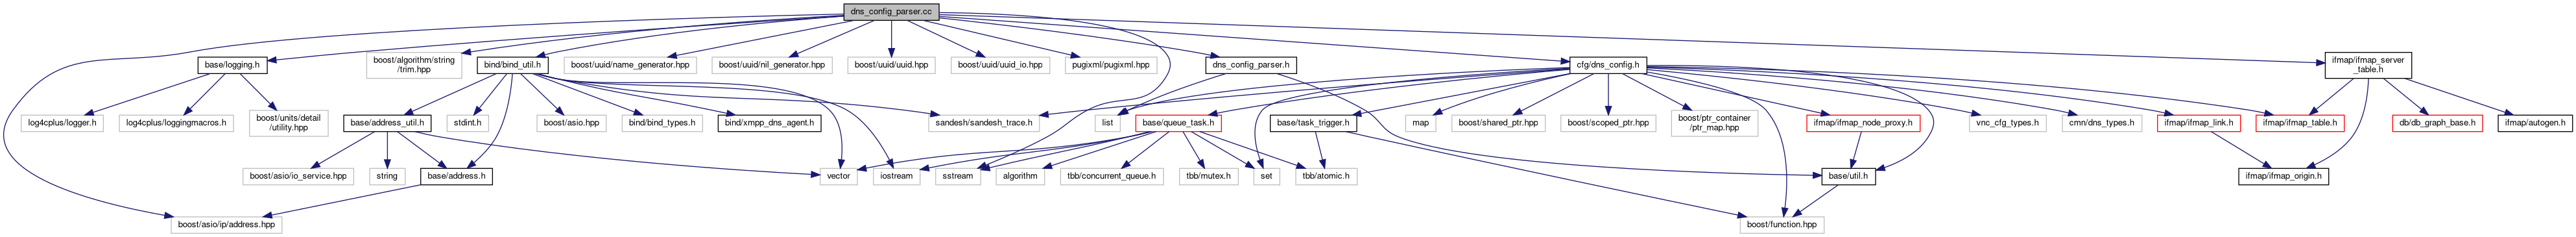 dns_config_parser.cc
base/logging.h
boost/algorithm/string
/trim.hpp
bind/bind_util.h
boost/uuid/name_generator.hpp
boost/uuid/nil_generator.hpp
boost/uuid/uuid.hpp
boost/uuid/uuid_io.hpp
pugixml/pugixml.hpp
dns_config_parser.h
cfg/dns_config.h
ifmap/ifmap_server
_table.h
log4cplus/logger.h
log4cplus/loggingmacros.h
boost/units/detail
/utility.hpp
base/address_util.h
stdint.h
boost/asio.hpp
bind/bind_types.h
bind/xmpp_dns_agent.h
sandesh/sandesh_trace.h
list
base/queue_task.h
base/task_trigger.h
map
boost/shared_ptr.hpp
boost/scoped_ptr.hpp
boost/ptr_container
/ptr_map.hpp
ifmap/ifmap_node_proxy.h
vnc_cfg_types.h
cmn/dns_types.h
ifmap/ifmap_link.h
ifmap/ifmap_table.h
db/db_graph_base.h
ifmap/autogen.h
boost/asio/io_service.hpp
string
base/address.h
vector
iostream
sstream
algorithm
tbb/concurrent_queue.h
tbb/mutex.h
set
tbb/atomic.h
base/util.h
ifmap/ifmap_origin.h
boost/asio/ip/address.hpp
boost/function.hpp